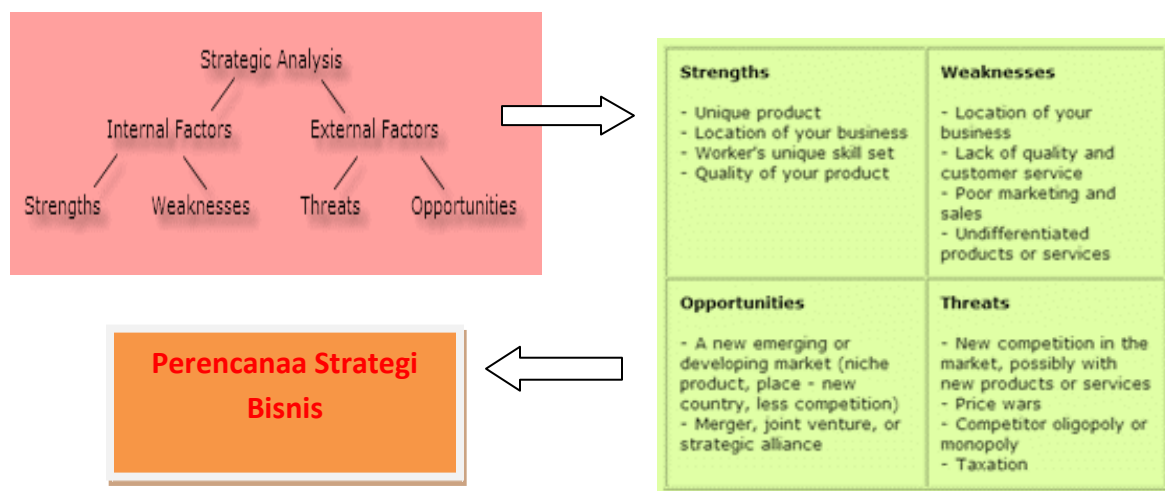 Strategic Analysis
Internal Factors External Factors
Strengths Weaknesses Threats Opportunities
Strengths
- Unique product
- Location of your business
- Worker's unique skill set
- Quality of your product
Weaknesses
- Location of your
business
- Lack of quality and
customer service
- Poor marketing and
sales
- Undifferentiated
products or services
Opportunities
- A new emerging or
developing market (niche
product, place - new
country, less competition)
- Merger, joint venture, or
strategic alliance
Threats
- New competition in the
market, possibly with
new products or services
- Price wars
- Competitor oligopoly or
monopoly
- Taxation
Perencanaa Strategi
Bisnis